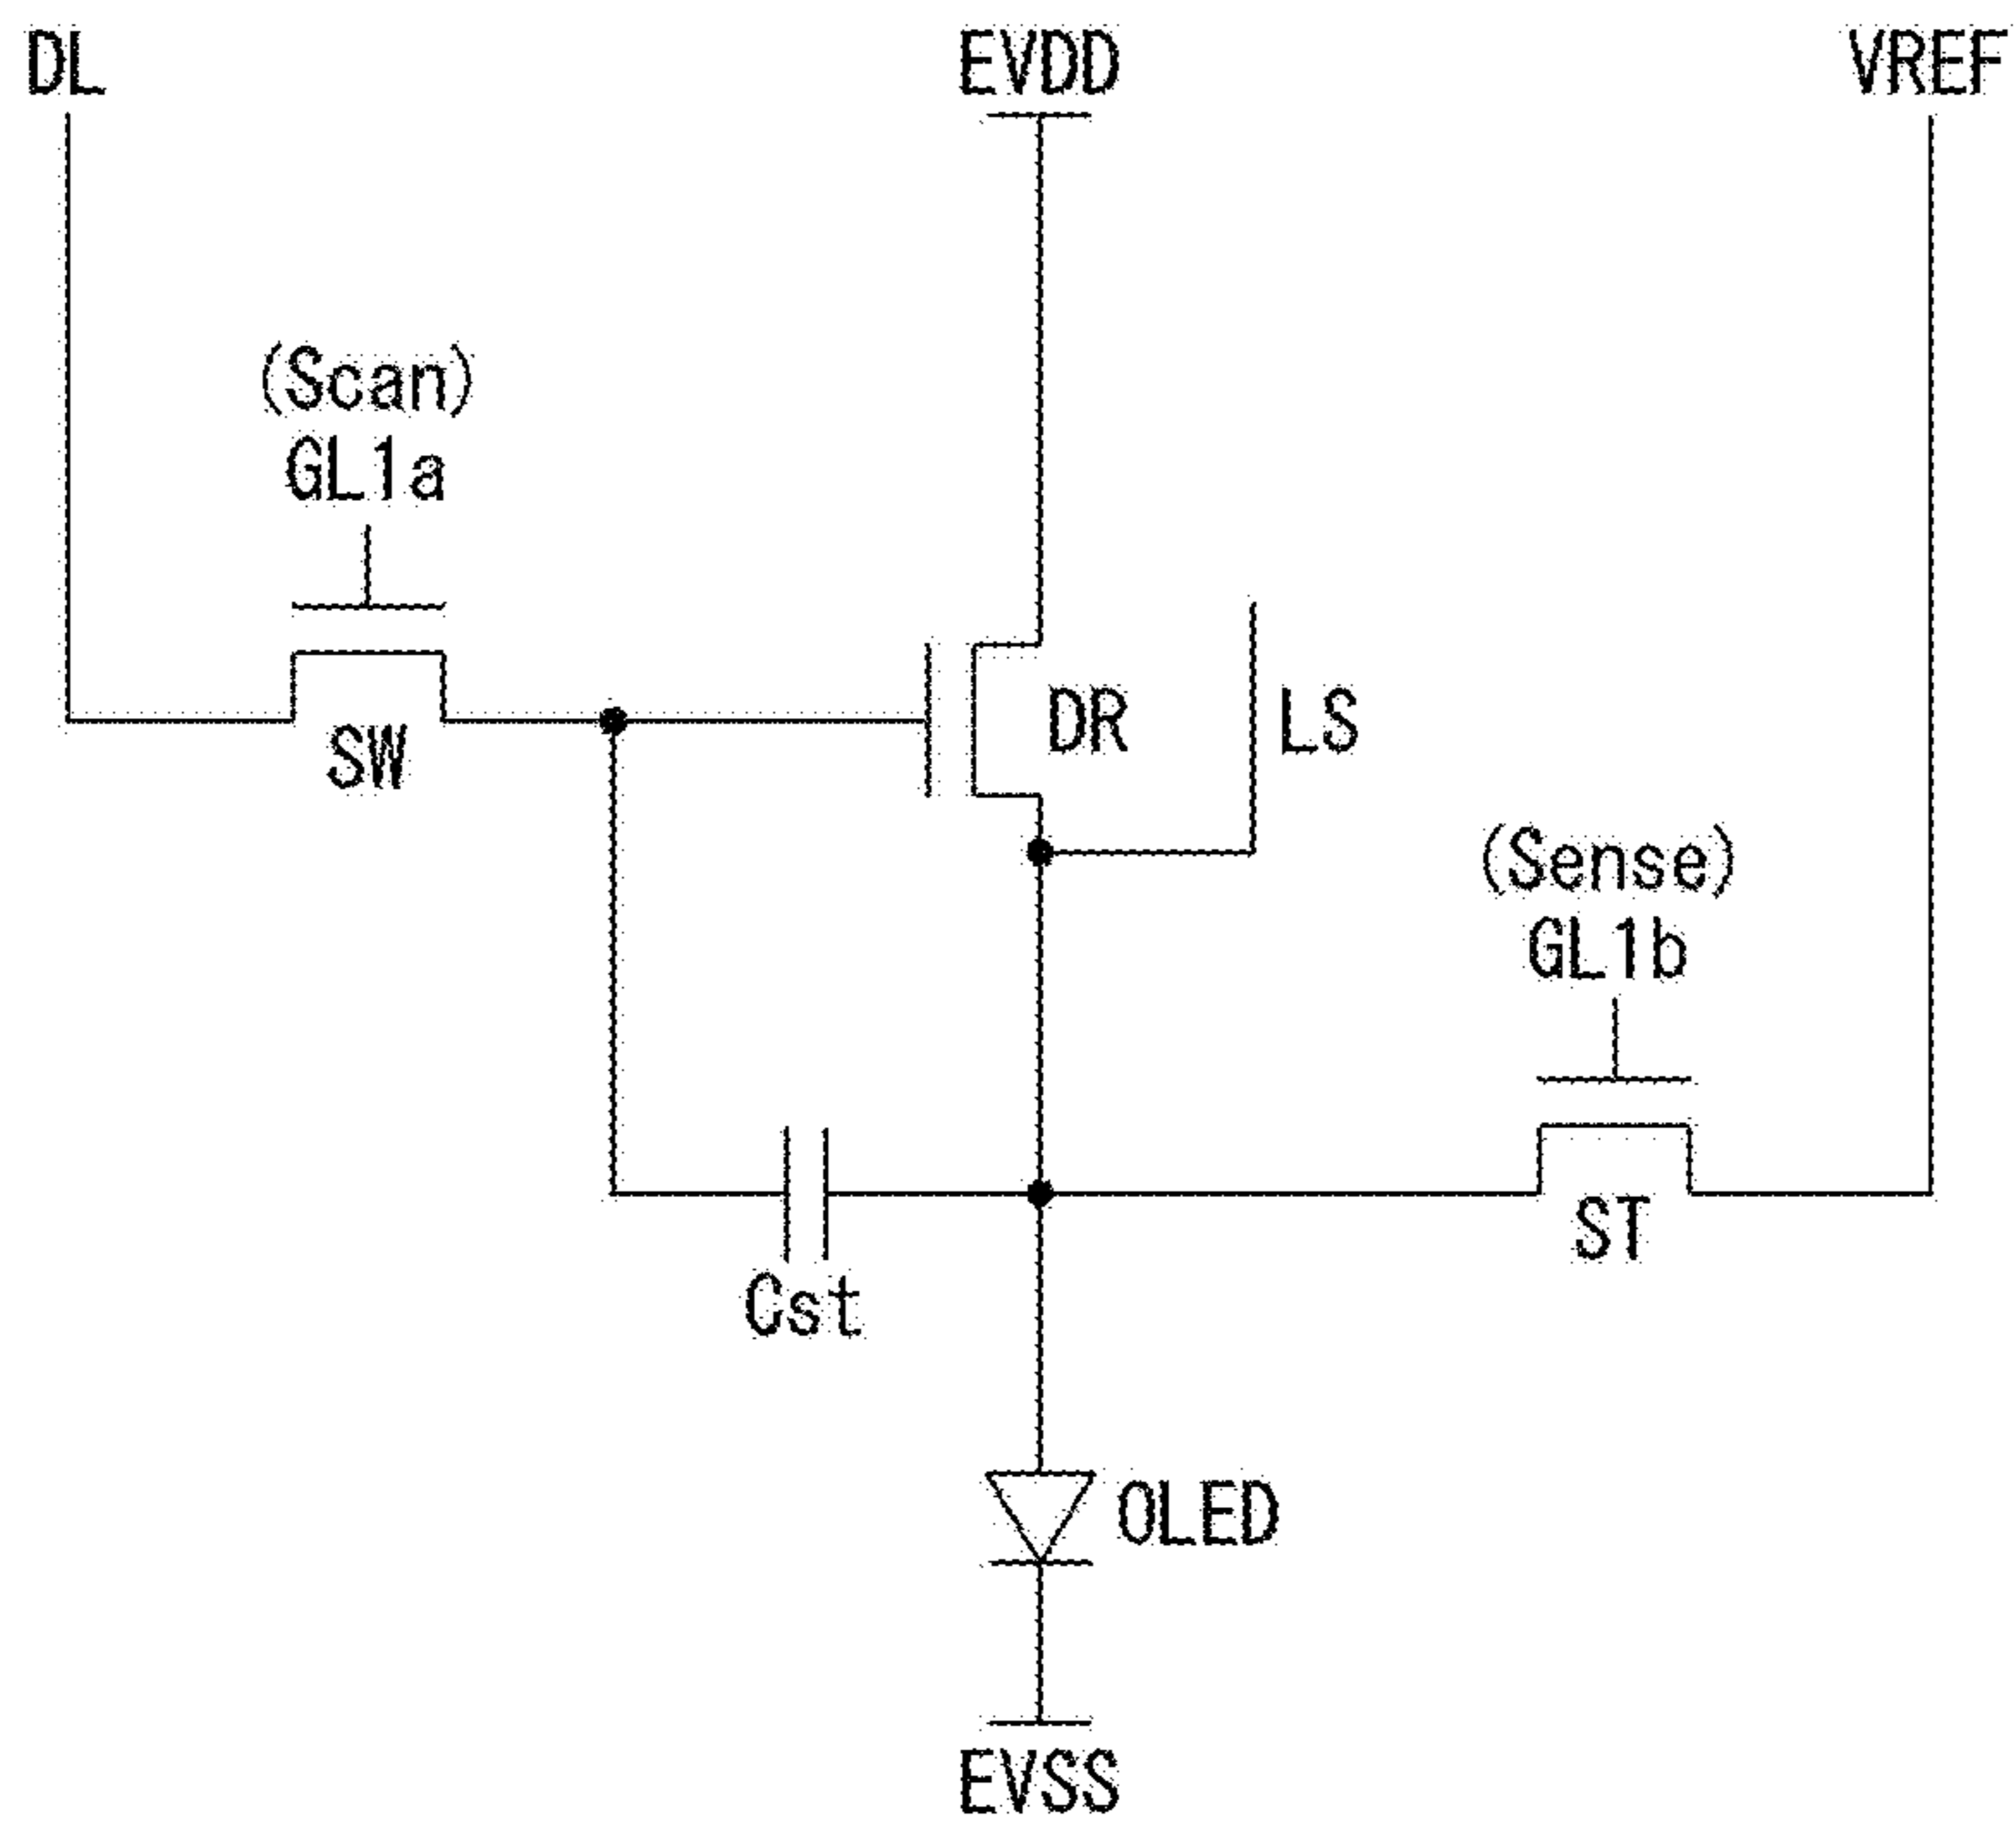 DL
EVDD
VREF
(Scan)
GL1a
SW
DR
LS
(Sense)
GL1b
ST
Cst
OLED
EVSS